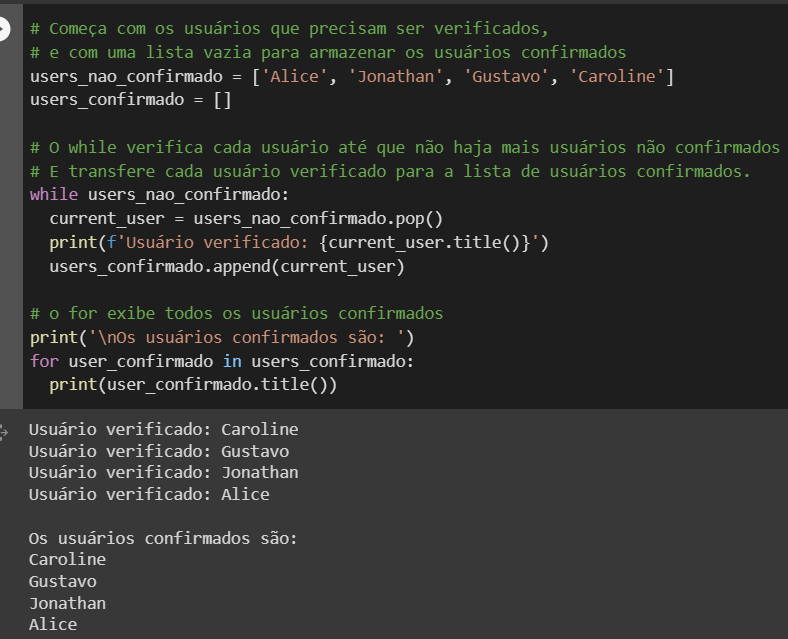 # Começa com os usuários que precisam ser verificados,
# e com uma lista vazia para armazenar os usuários confirmados
users_nao_confirmado = ['Alice', 'Jonathan', 'Gustavo', 'Caroline']
users_confirmado = []
# O while verifica cada usuário até que não haja mais usuários não confirmados
# E transfere cada usuário verificado para a lista de usuários confirmados.
while users_nao_confirmado:
  current_user = users_nao_confirmado.pop()
  print(f'Usuário verificado: {current_user.title()}')
  users_confirmado.append(current_user)
# o for exibe todos os usuários confirmados
print('\nOs usuários confirmados são: ')
for user_confirmado in users_confirmado:
  print(user_confirmado.title())
Usuário verificado: Caroline
Usuário verificado: Gustavo
Usuário verificado: Jonathan
Usuário verificado: Alice
Os usuários confirmados são:
Caroline
Gustavo
Jonathan
Alice